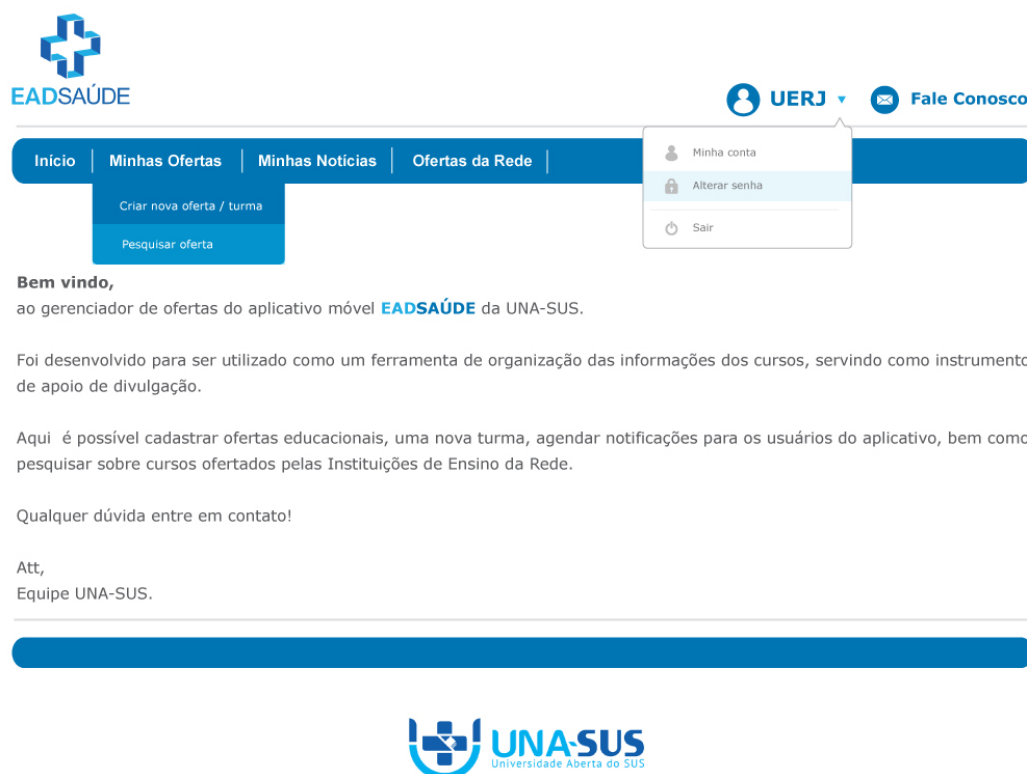 EADSAÚDE
UERJ
Fale Conosco
Início
Minhas Ofertas
Minhas Notícias
Ofertas da Rede
Minha conta
Alterar senha
Sair
Criar nova oferta / turma
Pesquisar oferta
Bem vindo,
ao gerenciador de ofertas do aplicativo móvel EADSAÚDE da UNA-SUS.
Foi desenvolvido para ser utilizado como um ferramenta de organização das informações dos cursos, servindo como instrumento
de apoio de divulgação.
Aqui é possível cadastrar ofertas educacionais, uma nova turma, agendar notificações para os usuários do aplicativo, bem como
pesquisar sobre cursos ofertados pelas Instituições de Ensino da Rede.
Qualquer dúvida entre em contato!
Att,
Equipe UNA-SUS.
UNA-SUS
Universidade Aberta do SUS